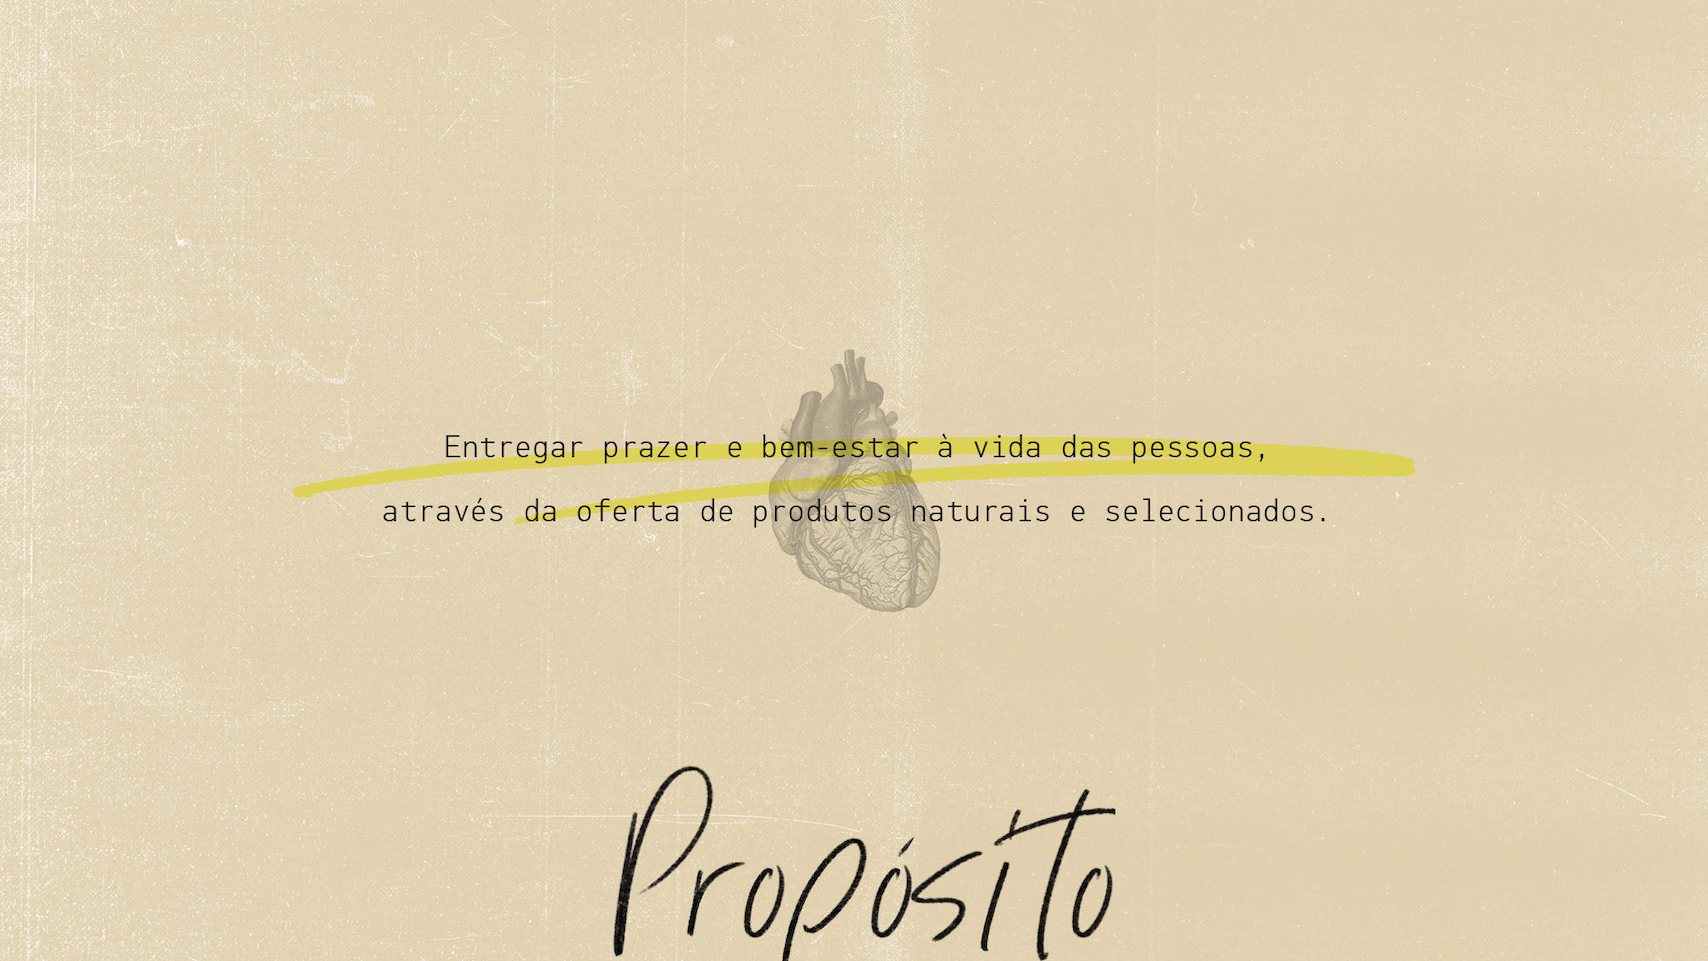 Entregar prazer e bem-estar à vida das pessoas,
através da oferta de produtos naturais e selecionados.
Propósito